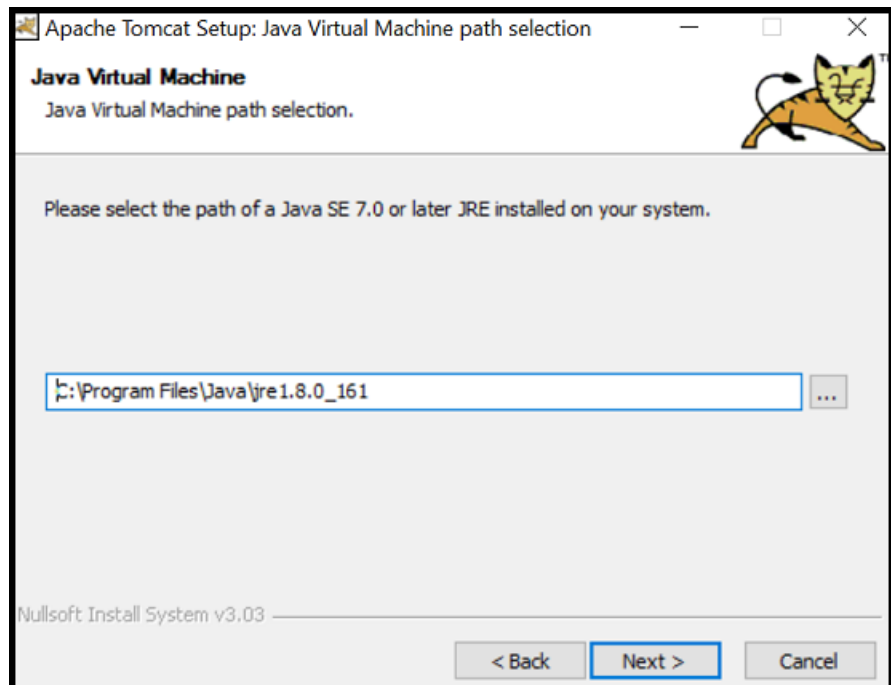 Apache Tomcat Setup: Java Virtual Machine path selection
Java Virtual Machine
Java Virtual Machine path selection.
Please select the path of a Java SE 7.0 or later JRE installed on your system.
C:\Program Files\Java\jre1.8.0_161
...
Nullsoft Install System v3.03
< Back
Next >
Cancel